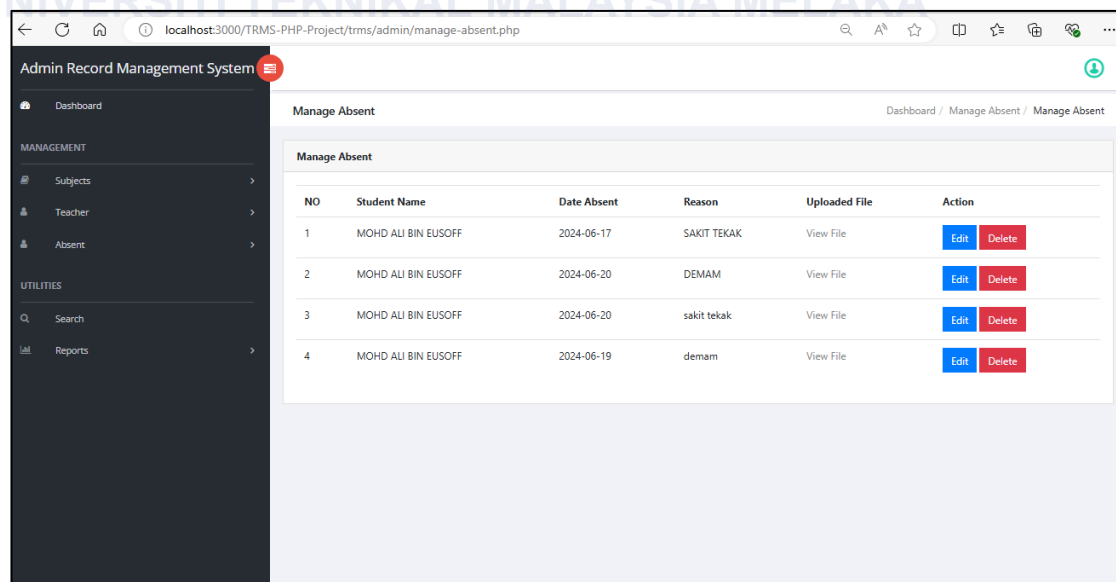 UNIVERSITI TEKNIKAL MALAYSIA MELAKA
localhost:3000/TRMS-PHP-Project/trms/admin/manage-absent.php
Admin Record Management System
Dashboard
Manage Absent
Dashboard / Manage Absent / Manage Absent
MANAGEMENT
Subjects
Teacher
Absent
UTILITIES
Search
Reports
Manage Absent
NO Student Name Date Absent Reason Uploaded File Action
1 MOHD ALI BIN EUSOFF 2024-06-17 SAKIT TEKAK View File Edit Delete
2 MOHD ALI BIN EUSOFF 2024-06-20 DEMAM View File Edit Delete
3 MOHD ALI BIN EUSOFF 2024-06-20 sakit tekak View File Edit Delete
4 MOHD ALI BIN EUSOFF 2024-06-19 demam View File Edit Delete